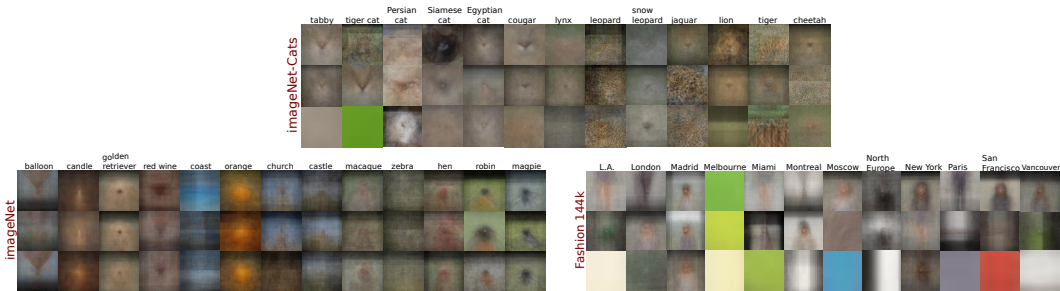 tabby tiger cat Persian cat Siamese cat Egyptian cat cougar lynx leopard snow leopard jaguar lion tiger cheetah
imageNet-Cats
balloon candle golden retriever red wine coast orange church castle macaque zebra hen robin magpie
imageNet
L.A. London Madrid Melbourne Miami Montreal Moscow North Europe New York Paris San Francisco Vancouver
Fashion 144k